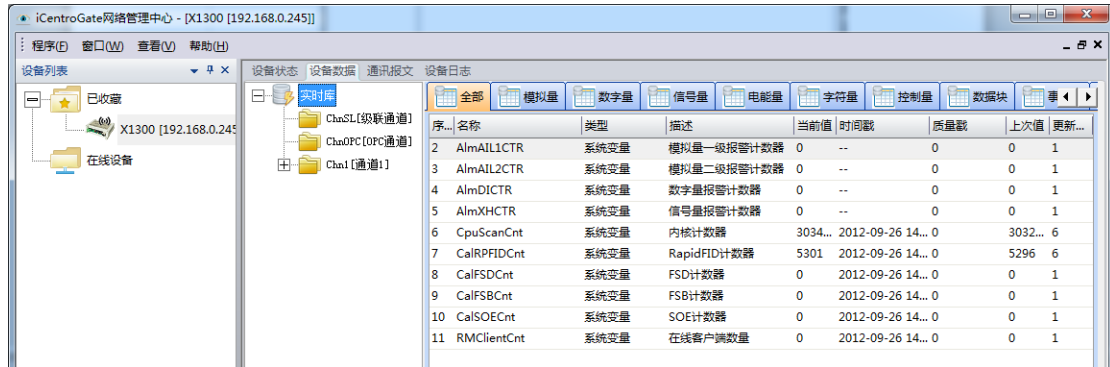 iCentroGate网络管理中心 - [X1300 [192.168.0.245]]
程序(F) 窗口(W) 查看(V) 帮助(H)
设备列表
设备状态 设备数据 通讯报文 设备日志
已收藏
X1300 [192.168.0.245
在线设备
实时库
ChnSL[级联通道]
ChnOPC[OPC通道]
Chn1[通道1]
全部 模拟量 数字量 信号量 电能量 字符量 控制量 数据块 事
序... 名称 类型 描述 当前值 时间戳 质量戳 上次值 更新...
2 AlmAIL1CTR 系统变量 模拟量一级报警计数器 0 -- 0 0 1
3 AlmAIL2CTR 系统变量 模拟量二级报警计数器 0 -- 0 0 1
4 AlmDICTR 系统变量 数字量报警计数器 0 -- 0 0 1
5 AlmXHCTR 系统变量 信号量报警计数器 0 -- 0 0 1
6 CpuScanCnt 系统变量 内核计数器 3034... 2012-09-26 14... 0 3032... 6
7 CalRPFIDCnt 系统变量 RapidFID计数器 5301 2012-09-26 14... 0 5296 6
8 CalFSDCnt 系统变量 FSD计数器 0 2012-09-26 14... 0 0 1
9 CalFSBCnt 系统变量 FSB计数器 0 2012-09-26 14... 0 0 1
10 CalSOECnt 系统变量 SOE计数器 0 2012-09-26 14... 0 0 1
11 RMClientCnt 系统变量 在线客户端数量 0 2012-09-26 14... 0 0 1